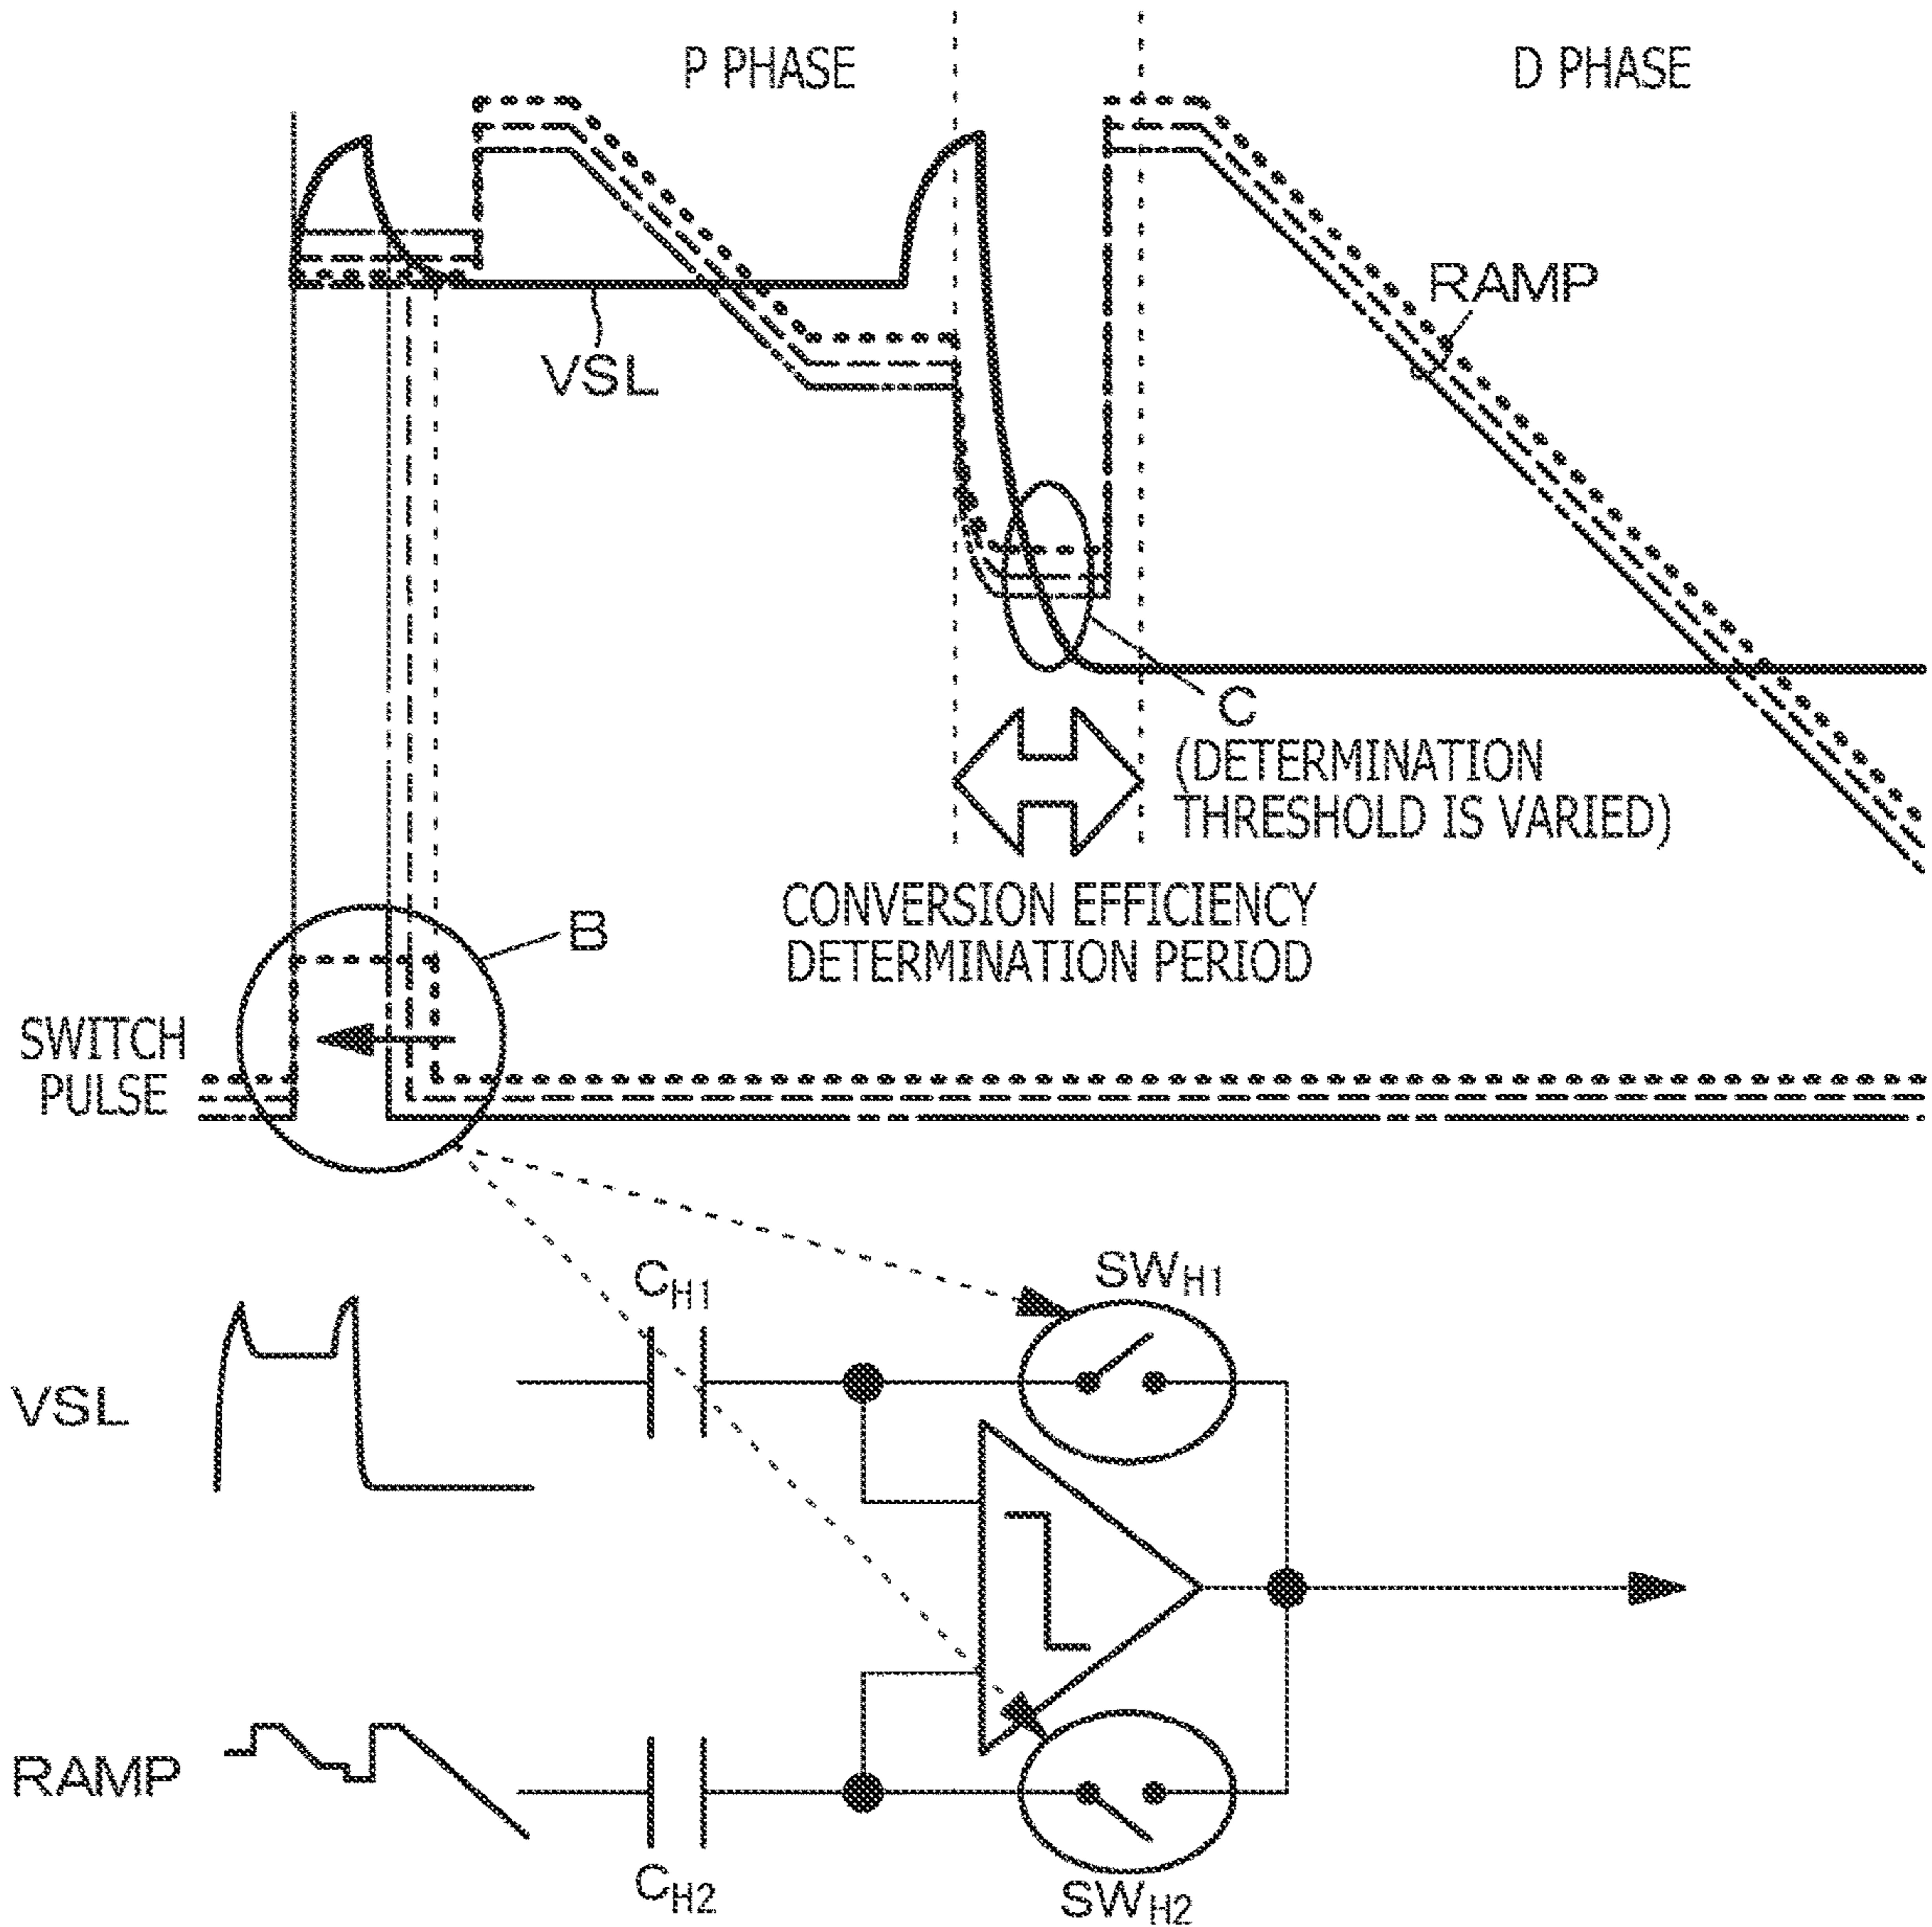 P PHASE
D PHASE
RAMP
VSL
C
(DETERMINATION
THRESHOLD IS VARIED)
CONVERSION EFFICIENCY
DETERMINATION PERIOD
B
SWITCH
PULSE
CH1
SWH1
VSL
RAMP
CH2
SWH2